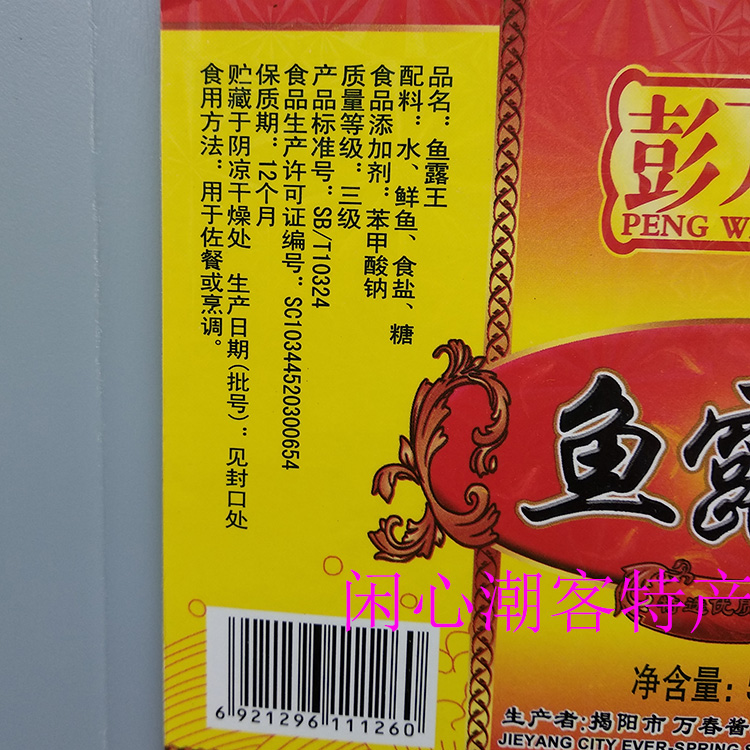 品名：鱼露王
配料：水、鲜鱼、食盐、糖
食品添加剂：苯甲酸钠
质量等级：三级
产品标准号：SB/T10324
食品生产许可证编号：SC10344520300654
保质期：12个月
贮藏于阴凉干燥处 生产日期(批号)：见封口处
食用方法：用于佐餐或烹调。
彭
PENG W
鱼露
闲心潮客特产
净含量：5
生产者:揭阳市万春酱
JIEYANG CITY EVER SPRING
6 921296 111260